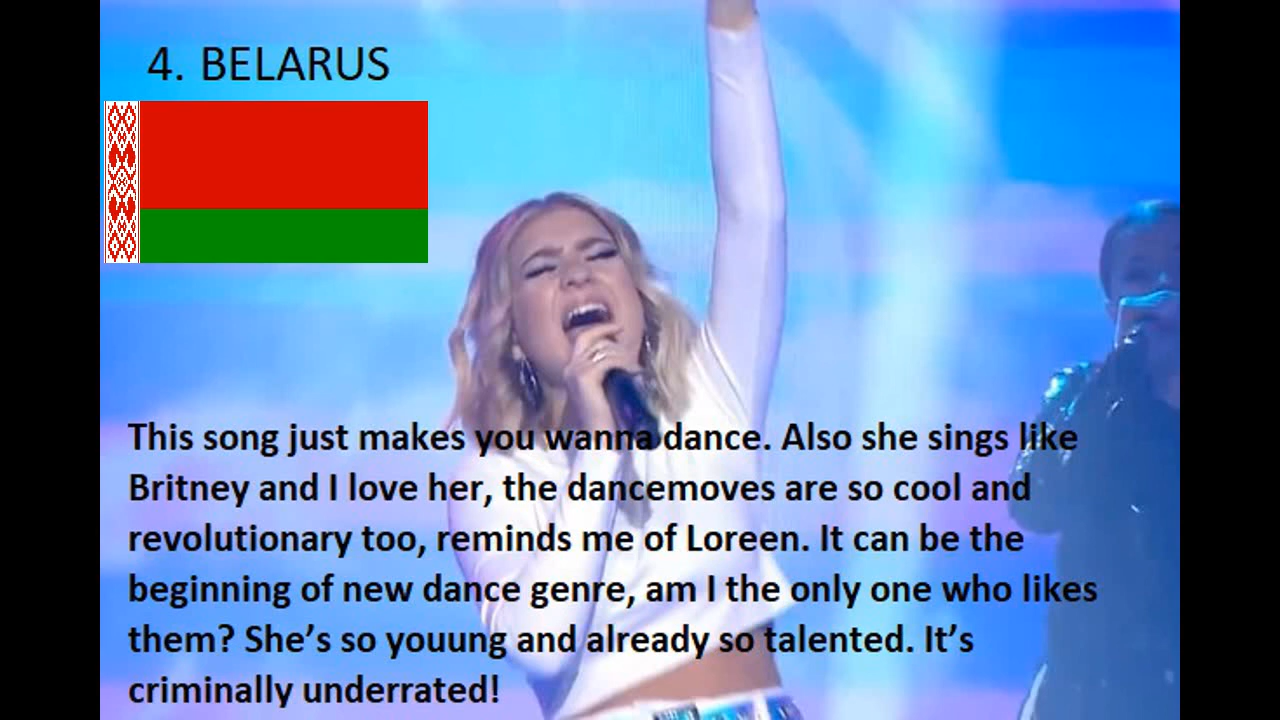 4. BELARUS
This song just makes you wanna dance. Also she sings like
Britney and I love her, the dancemoves are so cool and
revolutionary too, reminds me of Loreen. It can be the
beginning of new dance genre, am I the only one who likes
them? She’s so youung and already so talented. It’s
criminally underrated!